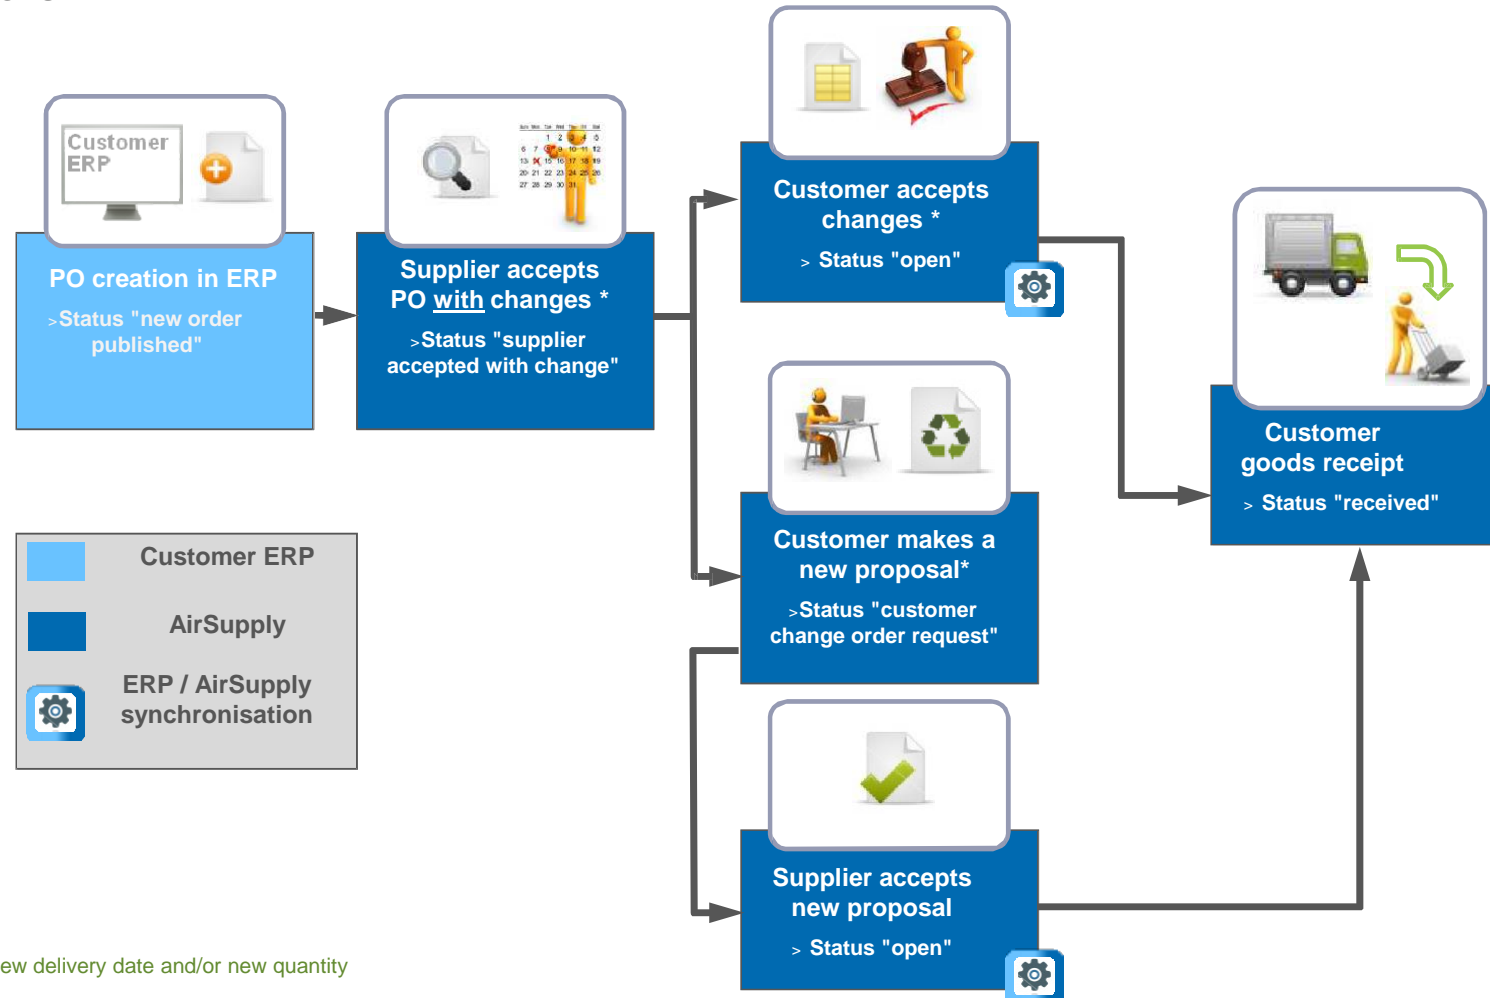 Customer
ERP
PO creation in ERP
>Status "new order
published"
Supplier accepts
PO with changes *
>Status "supplier
accepted with change"
Customer accepts
changes *
> Status "open"
Customer makes a
new proposal*
>Status "customer
change order request"
Supplier accepts
new proposal
> Status "open"
Customer
goods receipt
> Status "received"
Customer ERP
AirSupply
ERP / AirSupply
synchronisation
ew delivery date and/or new quantity